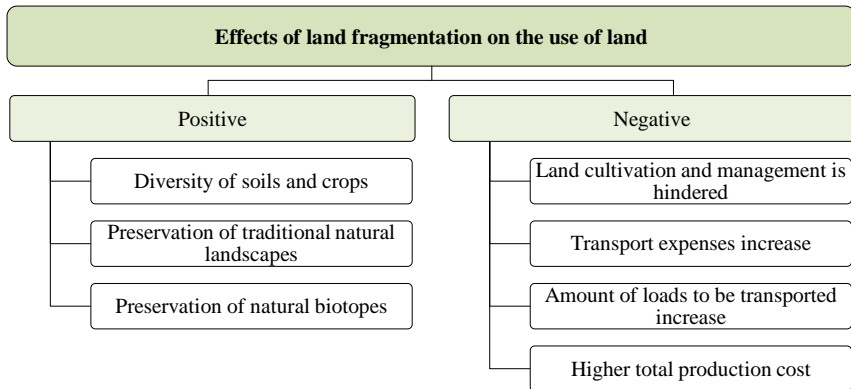 Effects of land fragmentation on the use of land
Positive
Negative
Diversity of soils and crops
Preservation of traditional natural
landscapes
Preservation of natural biotopes
Land cultivation and management is
hindered
Transport expenses increase
Amount of loads to be transported
increase
Higher total production cost